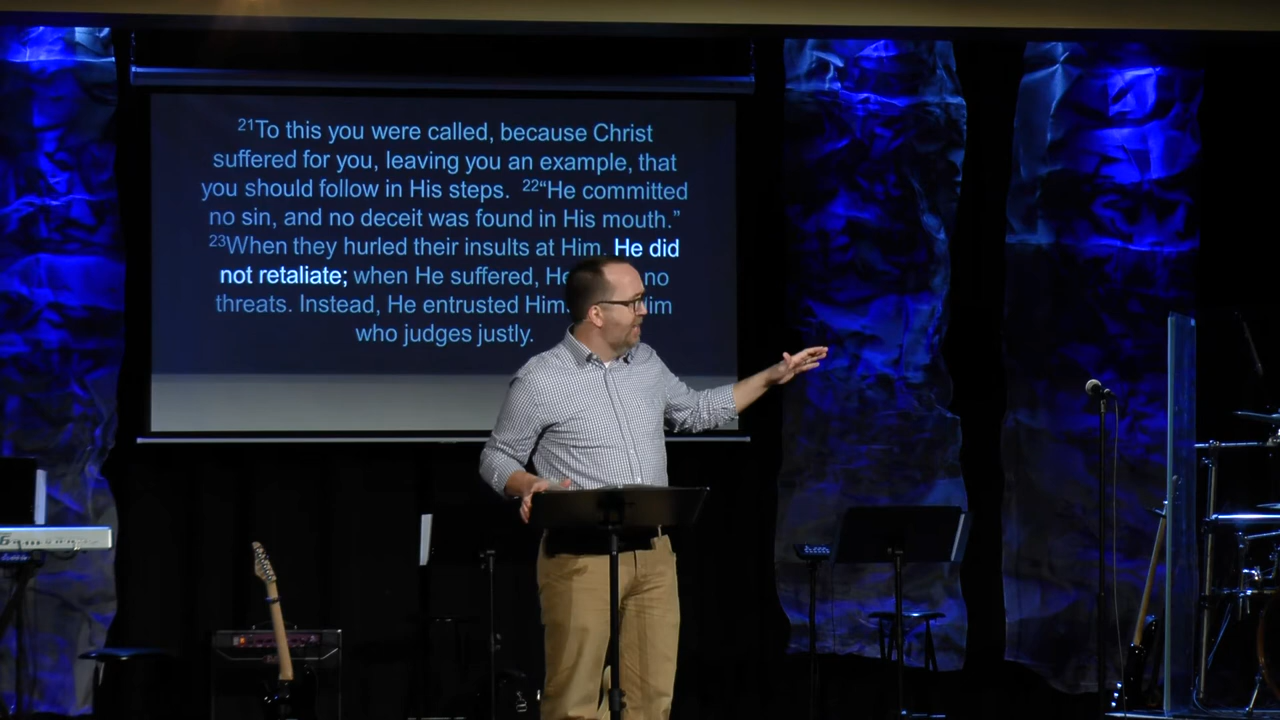 ²¹To this you were called, because Christ
suffered for you, leaving you an example, that
you should follow in His steps. ²²“He committed
no sin, and no deceit was found in His mouth.”
²³When they hurled their insults at Him, He did
not retaliate; when He suffered, He no
threats. Instead, He entrusted Him
who judges justly.